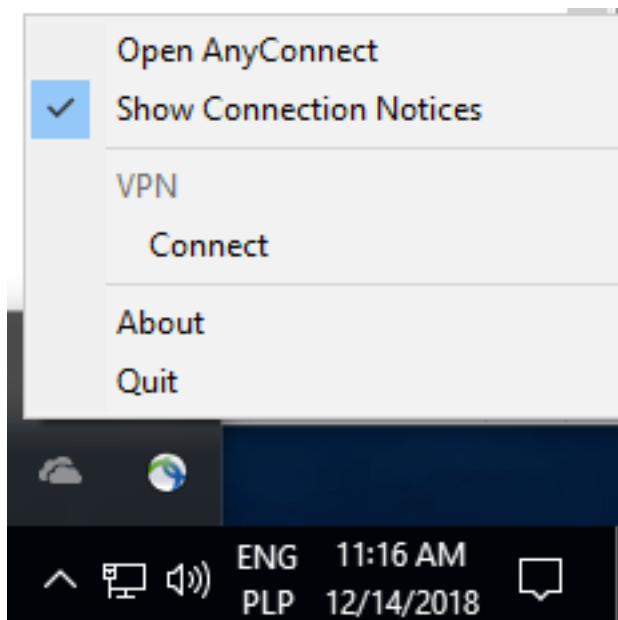 Open AnyConnect
Show Connection Notices
VPN
Connect
About
Quit
ENG 11:16 AM
PLP 12/14/2018